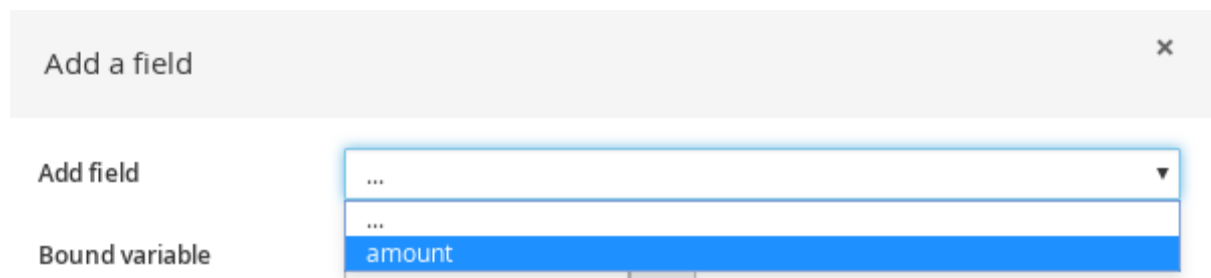 Add a field
×
Add field
...
▼
...
Bound variable
amount